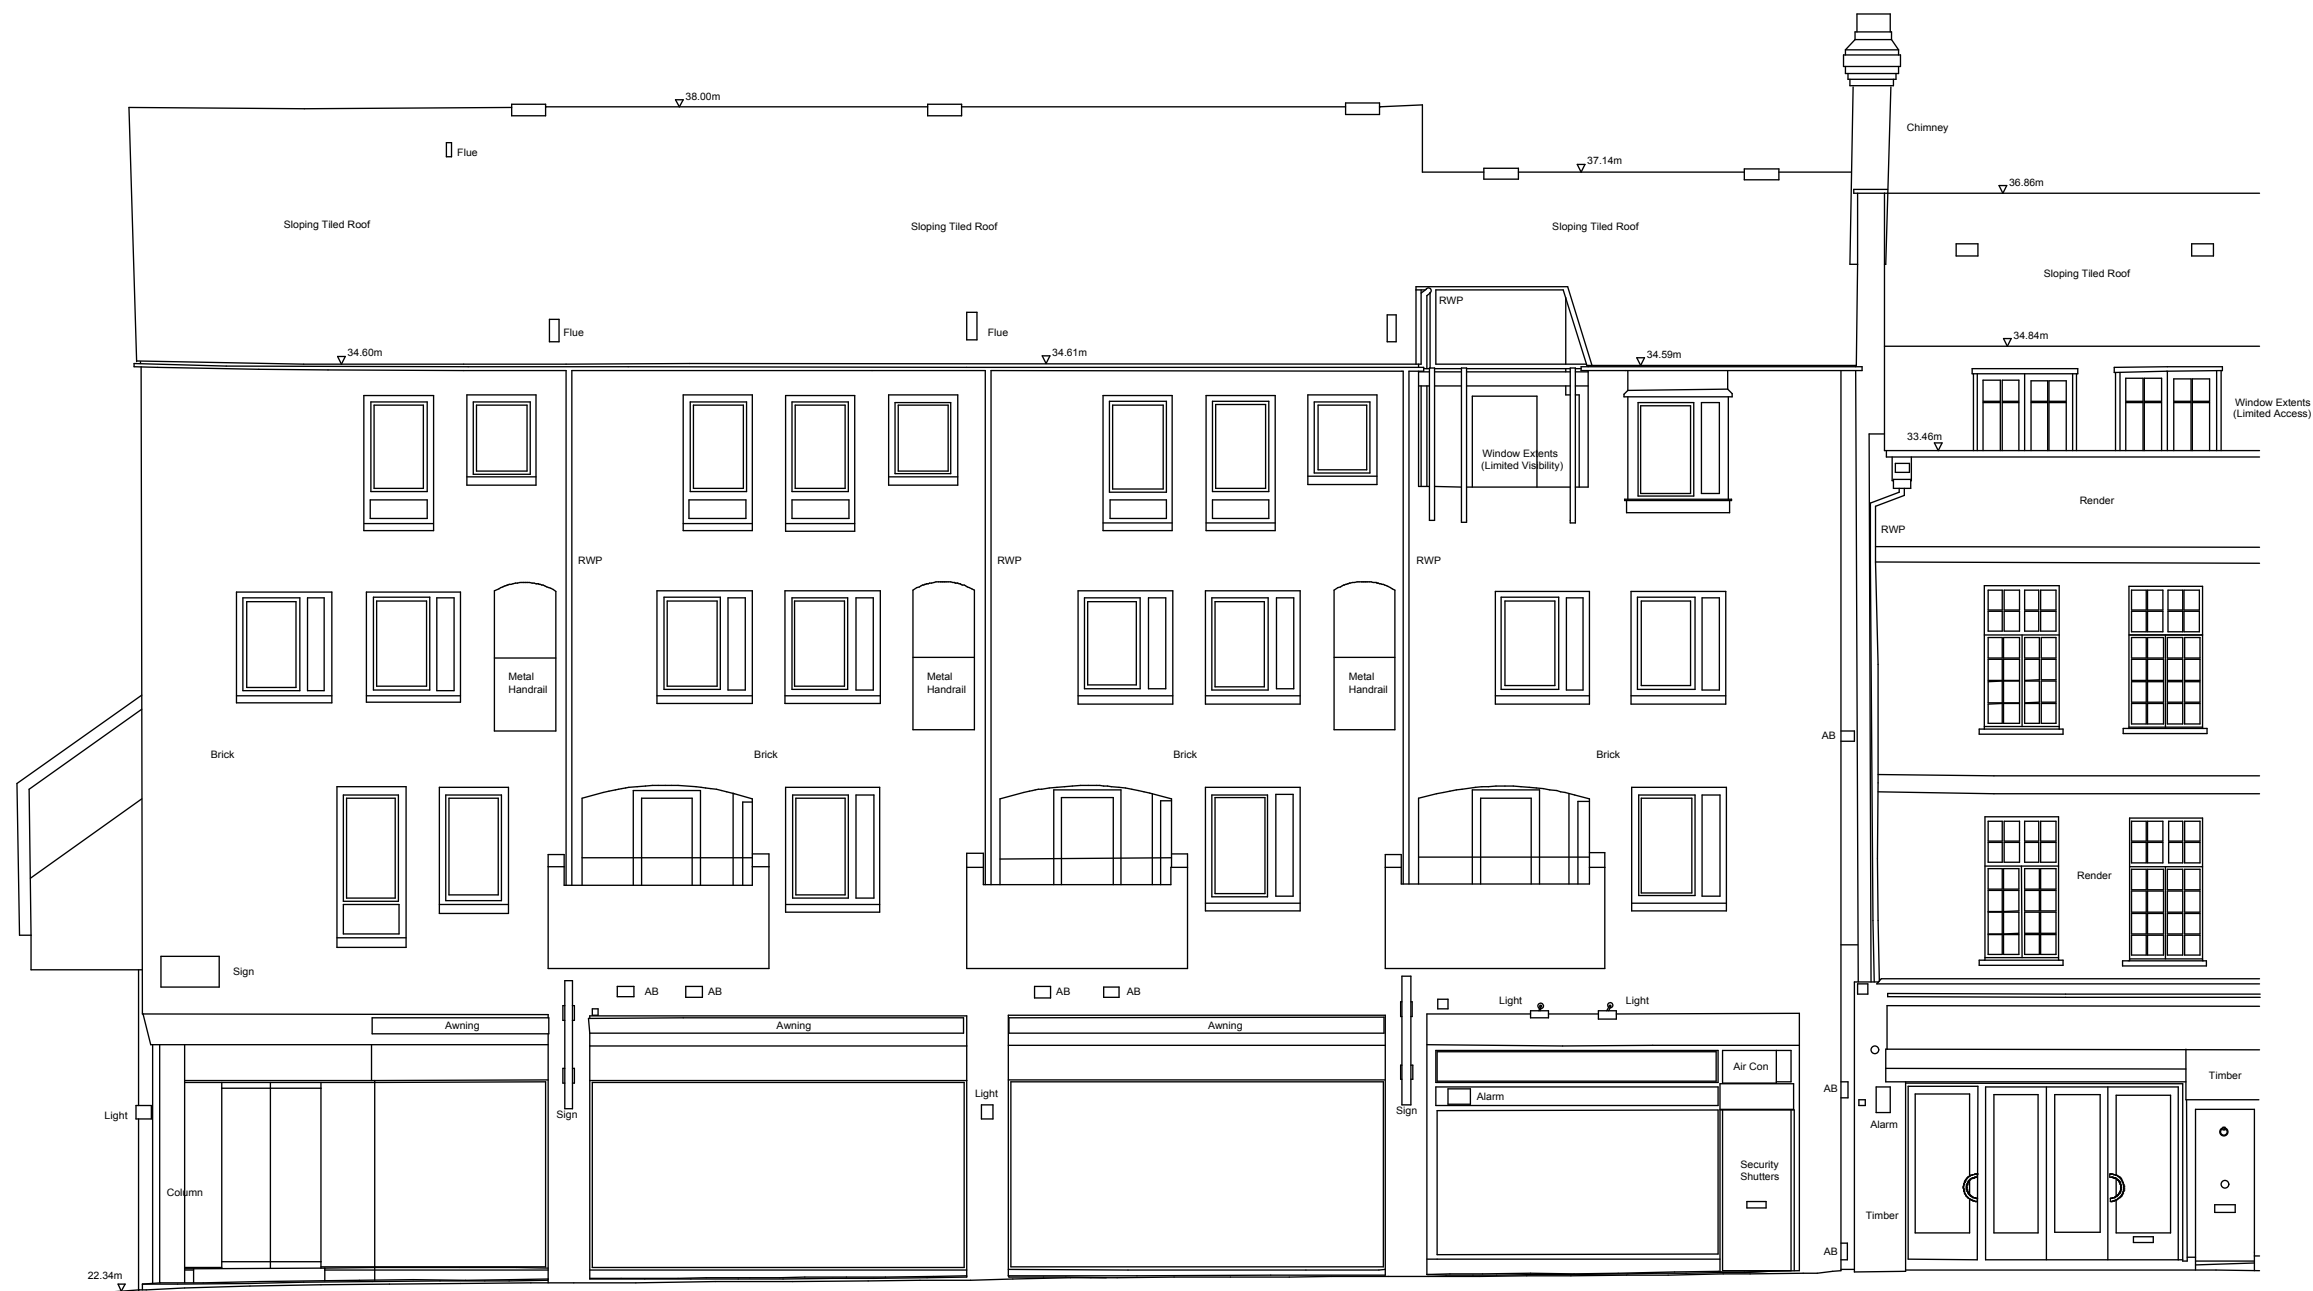 38.00m
Chimney
Flue
37.14m
36.86m
Sloping Tiled Roof
Sloping Tiled Roof
Sloping Tiled Roof
Sloping Tiled Roof
RWP
Flue
Flue
34.84m
34.60m
34.61m
34.59m
Window Extents
(Limited Access)
33.46m
Window Extents
(Limited Visibility)
Render
RWP
RWP
RWP
RWP
Metal
Handrail
Metal
Handrail
Metal
Handrail
AB
Brick
Brick
Brick
Brick
Render
Sign
AB
AB
AB
AB
Light
Light
Awning
Awning
Awning
Air Con
Timber
AB
Light
Alarm
Light
Sign
Sign
Alarm
Security
Shutters
Column
Timber
AB
22.34m